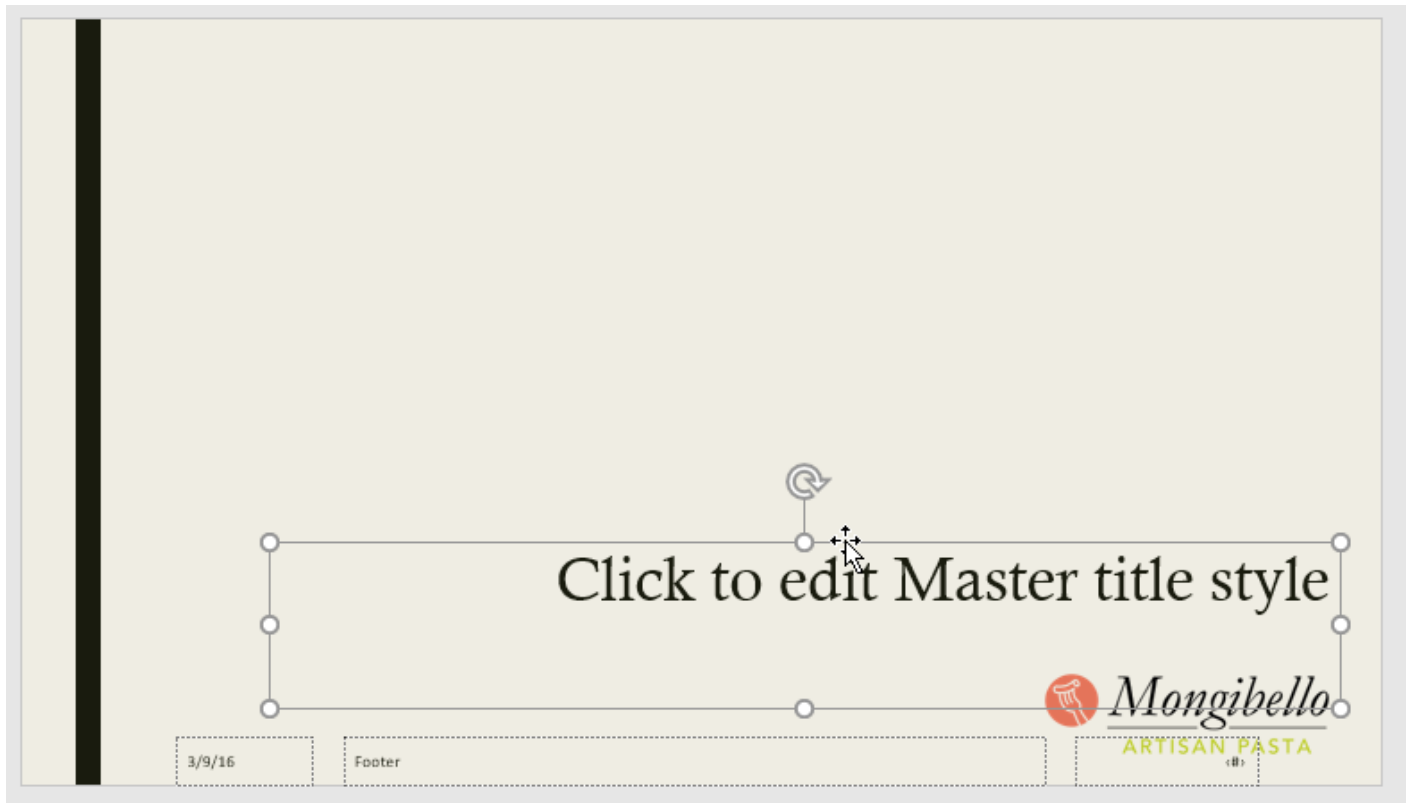 Click to edit Master title style
Mongibello
ARTISAN PASTA
3/9/16
Footer
‹#›